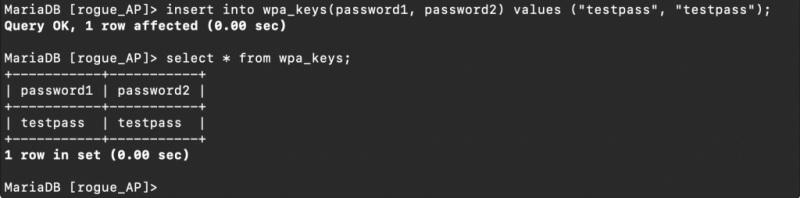 MariaDB [rogue_AP]> insert into wpa_keys(password1, password2) values ("testpass", "testpass");
Query OK, 1 row affected (0.00 sec)
MariaDB [rogue_AP]> select * from wpa_keys;
+-----------+-----------+
| password1 | password2 |
+-----------+-----------+
| testpass  | testpass  |
+-----------+-----------+
1 row in set (0.00 sec)
MariaDB [rogue_AP]>